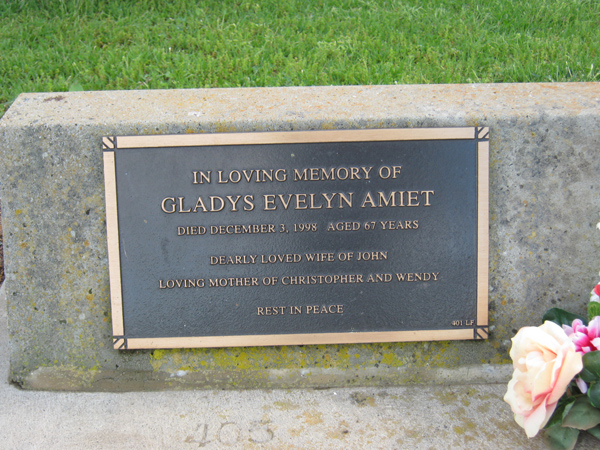 IN LOVING MEMORY OF
GLADYS EVELYN AMIET
DIED DECEMBER 3, 1998 AGED 67 YEARS
DEARLY LOVED WIFE OF JOHN
LOVING MOTHER OF CHRISTOPHER AND WENDY
REST IN PEACE
401 LF
403